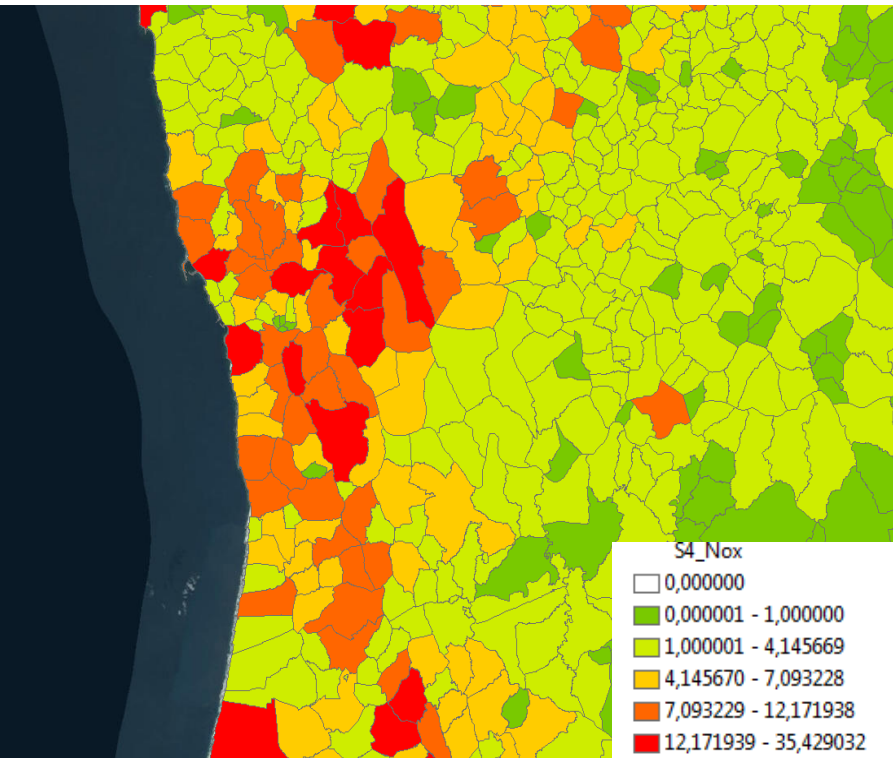 S4_Nox
0,000000
0,000001 - 1,000000
1,000001 - 4,145669
4,145670 - 7,093228
7,093229 - 12,171938
12,171939 - 35,429032